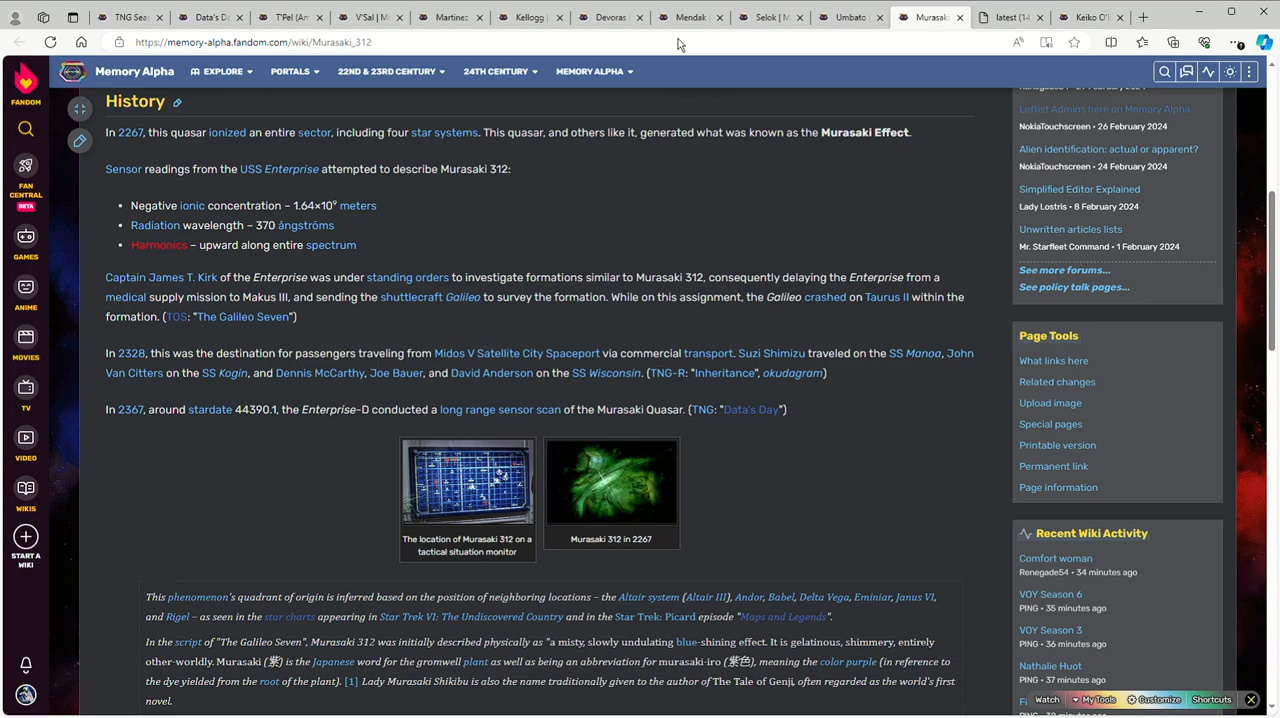 TNG Seas
Data's Da
T'Pel (Am
V'Sal | M
Martinez
Kellogg |
Devoras
Mendak |
Selok | M
Umbato |
Murasaki
latest (14
Keiko O'B
https://memory-alpha.fandom.com/wiki/Murasaki_312
FANDOM
FAN CENTRAL
BETA
GAMES
ANIME
MOVIES
TV
VIDEO
WIKIS
START A WIKI
Memory Alpha
EXPLORE
PORTALS
22ND & 23RD CENTURY
24TH CENTURY
MEMORY ALPHA
History
In 2267, this quasar ionized an entire sector, including four star systems. This quasar, and others like it, generated what was known as the Murasaki Effect.
Sensor readings from the USS Enterprise attempted to describe Murasaki 312:
• Negative ionic concentration – 1.64×10⁹ meters
• Radiation wavelength – 370 ångströms
• Harmonics – upward along entire spectrum
Captain James T. Kirk of the Enterprise was under standing orders to investigate formations similar to Murasaki 312, consequently delaying the Enterprise from a
medical supply mission to Makus III, and sending the shuttlecraft Galileo to survey the formation. While on this assignment, the Galileo crashed on Taurus II within the
formation. (TOS: "The Galileo Seven")
In 2328, this was the destination for passengers traveling from Midos V Satellite City Spaceport via commercial transport. Suzi Shimizu traveled on the SS Manoa, John
Van Citters on the SS Kogin, and Dennis McCarthy, Joe Bauer, and David Anderson on the SS Wisconsin. (TNG-R: "Inheritance", okudagram)
In 2367, around stardate 44390.1, the Enterprise-D conducted a long range sensor scan of the Murasaki Quasar. (TNG: "Data's Day")
The location of Murasaki 312 on a
tactical situation monitor
Murasaki 312 in 2267
This phenomenon's quadrant of origin is inferred based on the position of neighboring locations – the Altair system (Altair III), Andor, Babel, Delta Vega, Eminiar, Janus VI,
and Rigel – as seen in the star charts appearing in Star Trek VI: The Undiscovered Country and in the Star Trek: Picard episode "Maps and Legends".
In the script of "The Galileo Seven", Murasaki 312 was initially described physically as "a misty, slowly undulating blue-shining effect. It is gelatinous, shimmery, entirely
other-worldly. Murasaki (紫) is the Japanese word for the gromwell plant as well as being an abbreviation for murasaki-iro (紫色), meaning the color purple (in reference to
the dye yielded from the root of the plant). [1] Lady Murasaki Shikibu is also the name traditionally given to the author of The Tale of Genji, often regarded as the world's first
novel.
Leftist Admins here on Memory Alpha
NokiaTouchscreen • 26 February 2024
Alien identification: actual or apparent?
NokiaTouchscreen • 24 February 2024
Simplified Editor Explained
Lady Lostris • 8 February 2024
Unwritten articles lists
Mr. Starfleet Command • 1 February 2024
See more forums...
See policy talk pages...
Page Tools
What links here
Related changes
Upload image
Special pages
Printable version
Permanent link
Page information
Recent Wiki Activity
Comfort woman
Renegade54 • 34 minutes ago
VOY Season 6
PING • 35 minutes ago
VOY Season 3
PING • 36 minutes ago
Nathalie Huot
PING • 37 minutes ago
Watch
My Tools
Customize
Shortcuts